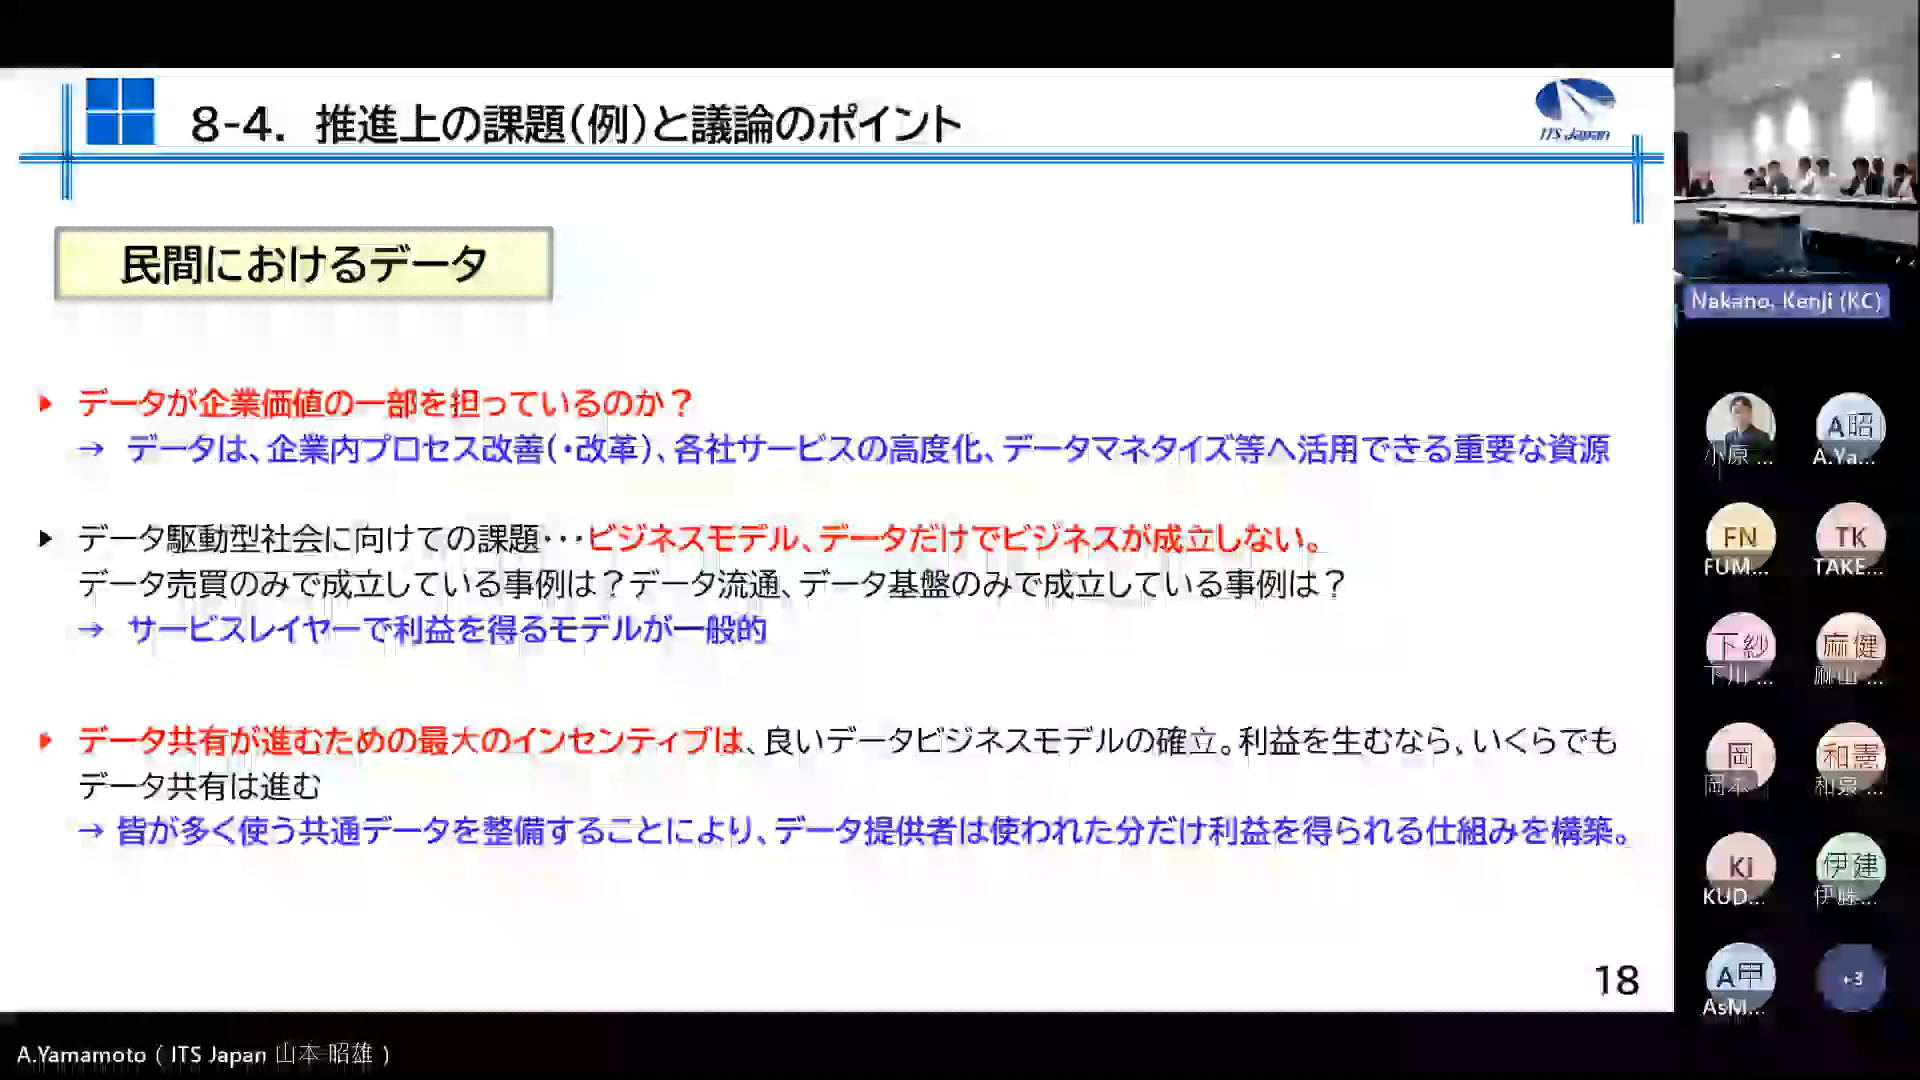 8-4. 推進上の課題(例)と議論のポイント
ITS Japan
民間におけるデータ
データが企業価値の一部を担っているのか？
→ データは、企業内プロセス改善(・改革)、各社サービスの高度化、データマネタイズ等へ活用できる重要な資源
データ駆動型社会に向けての課題・・・ビジネスモデル、データだけでビジネスが成立しない。
データ売買のみで成立している事例は？データ流通、データ基盤のみで成立している事例は？
→ サービスレイヤーで利益を得るモデルが一般的
データ共有が進むための最大のインセンティブは、良いデータビジネスモデルの確立。利益を生むなら、いくらでも
データ共有は進む
→ 皆が多く使う共通データを整備することにより、データ提供者は使われた分だけ利益を得られる仕組みを構築。
18
A.Yamamoto ( ITS Japan 山本 昭雄 )
Nakano, Kenji (KC)
A昭
小原 ...
A.Ya...
FN
TK
FUM...
TAKE...
下紗
麻健
下川 ...
麻山 ...
岡
和憲
岡本
和泉 ...
KJ
伊建
KUD...
伊藤...
A甲
+3
AsM...